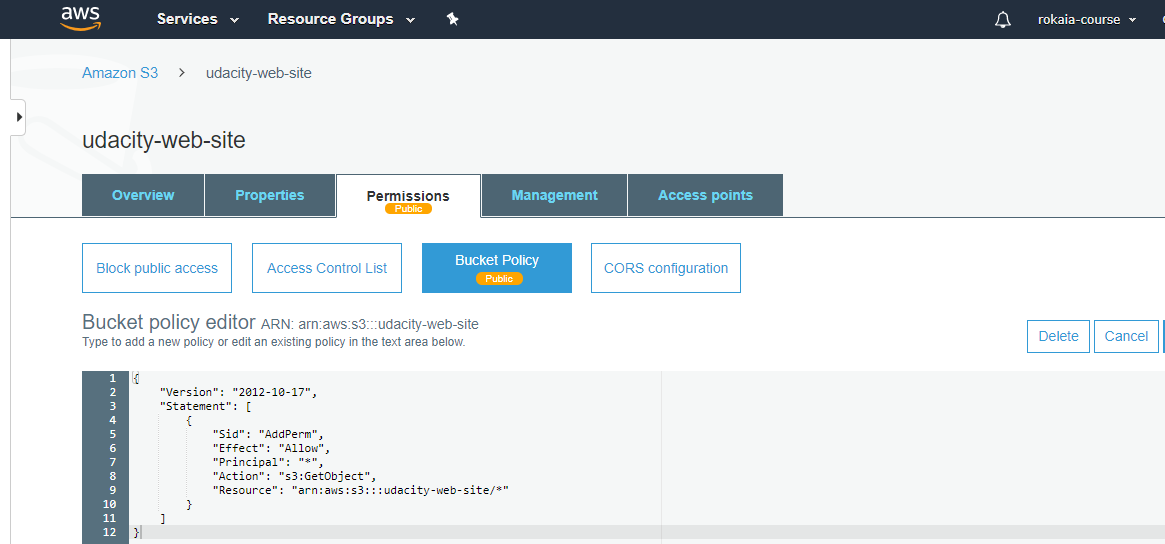 aws Services Resource Groups rokaia-course
Amazon S3 > udacity-web-site
udacity-web-site
Overview Properties Permissions Management Access points
Public
Block public access Access Control List Bucket Policy CORS configuration
Public
Bucket policy editor ARN: arn:aws:s3:::udacity-web-site
Type to add a new policy or edit an existing policy in the text area below.
Delete Cancel
1 {
2 "Version": "2012-10-17",
3 "Statement": [
4 {
5 "Sid": "AddPerm",
6 "Effect": "Allow",
7 "Principal": "*",
8 "Action": "s3:GetObject",
9 "Resource": "arn:aws:s3:::udacity-web-site/*"
10 }
11 ]
12 }